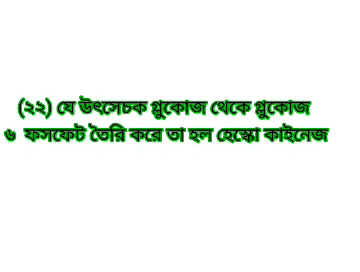 (২২) যে উৎসেচক গ্লুকোজ থেকে গ্লুকোজ
৬ ফসফেট তৈরি করে তা হল হেস্কো কাইনেজ